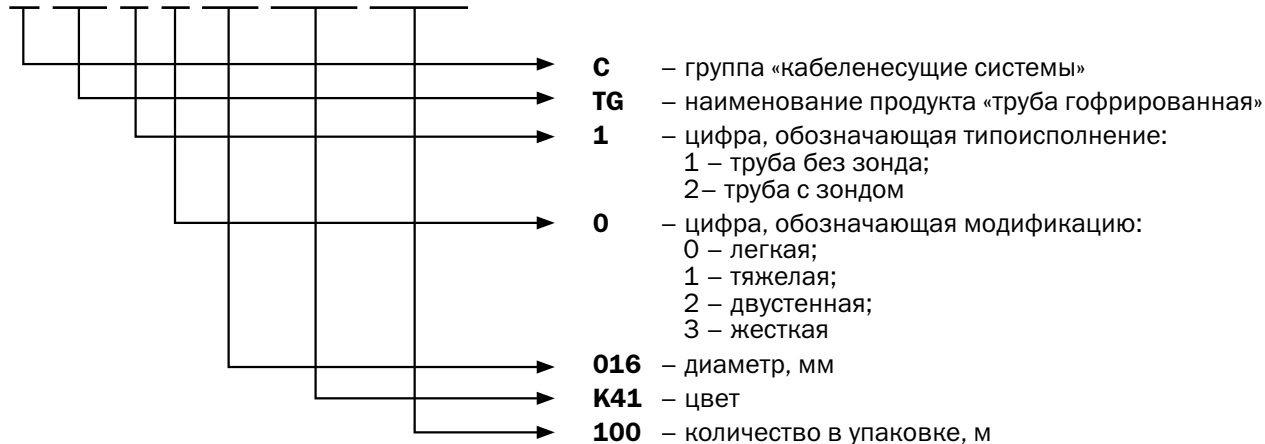 C – группа «кабеленесущие системы»
TG – наименование продукта «труба гофрированная»
1 – цифра, обозначающая типоисполнение:
1 – труба без зонда;
2– труба с зондом
0 – цифра, обозначающая модификацию:
0 – легкая;
1 – тяжелая;
2 – двустенная;
3 – жесткая
016 – диаметр, мм
K41 – цвет
100 – количество в упаковке, м